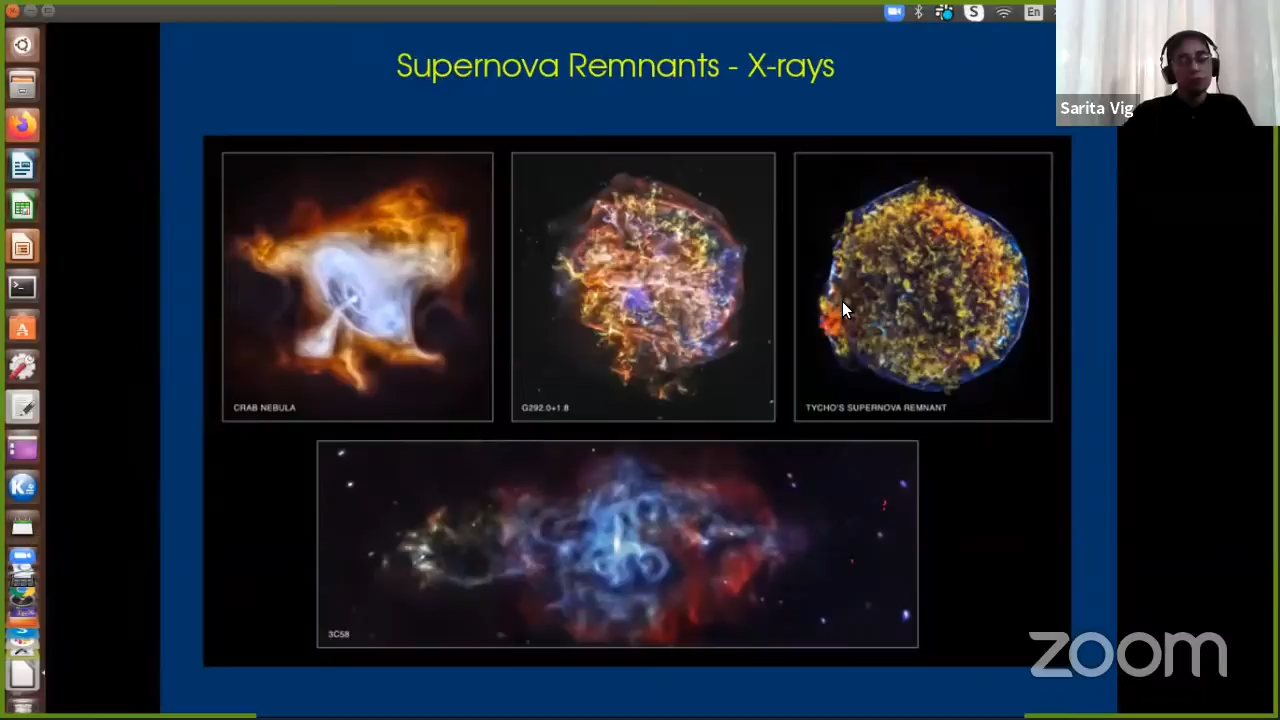 S
En
Supernova Remnants - X-rays
Sarita Vig
CRAB NEBULA
G292.0+1.8
TYCHO'S SUPERNOVA REMNANT
3C58
zoom